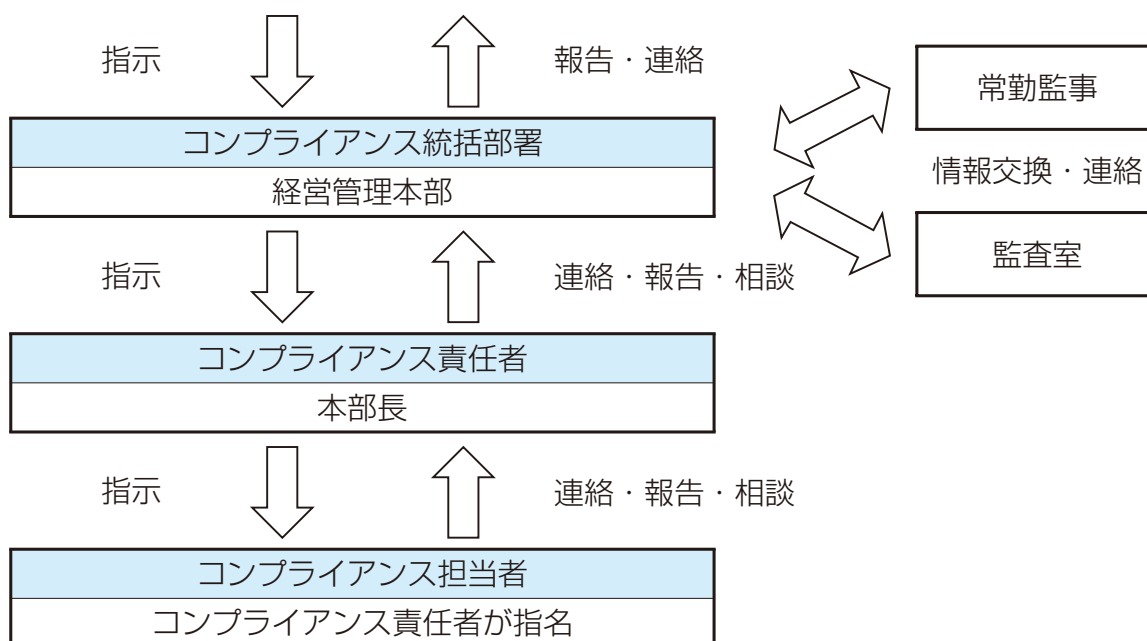 指示
報告・連絡
常勤監事
コンプライアンス統括部署
経営管理本部
情報交換・連絡
監査室
指示
連絡・報告・相談
コンプライアンス責任者
本部長
指示
連絡・報告・相談
コンプライアンス担当者
コンプライアンス責任者が指名